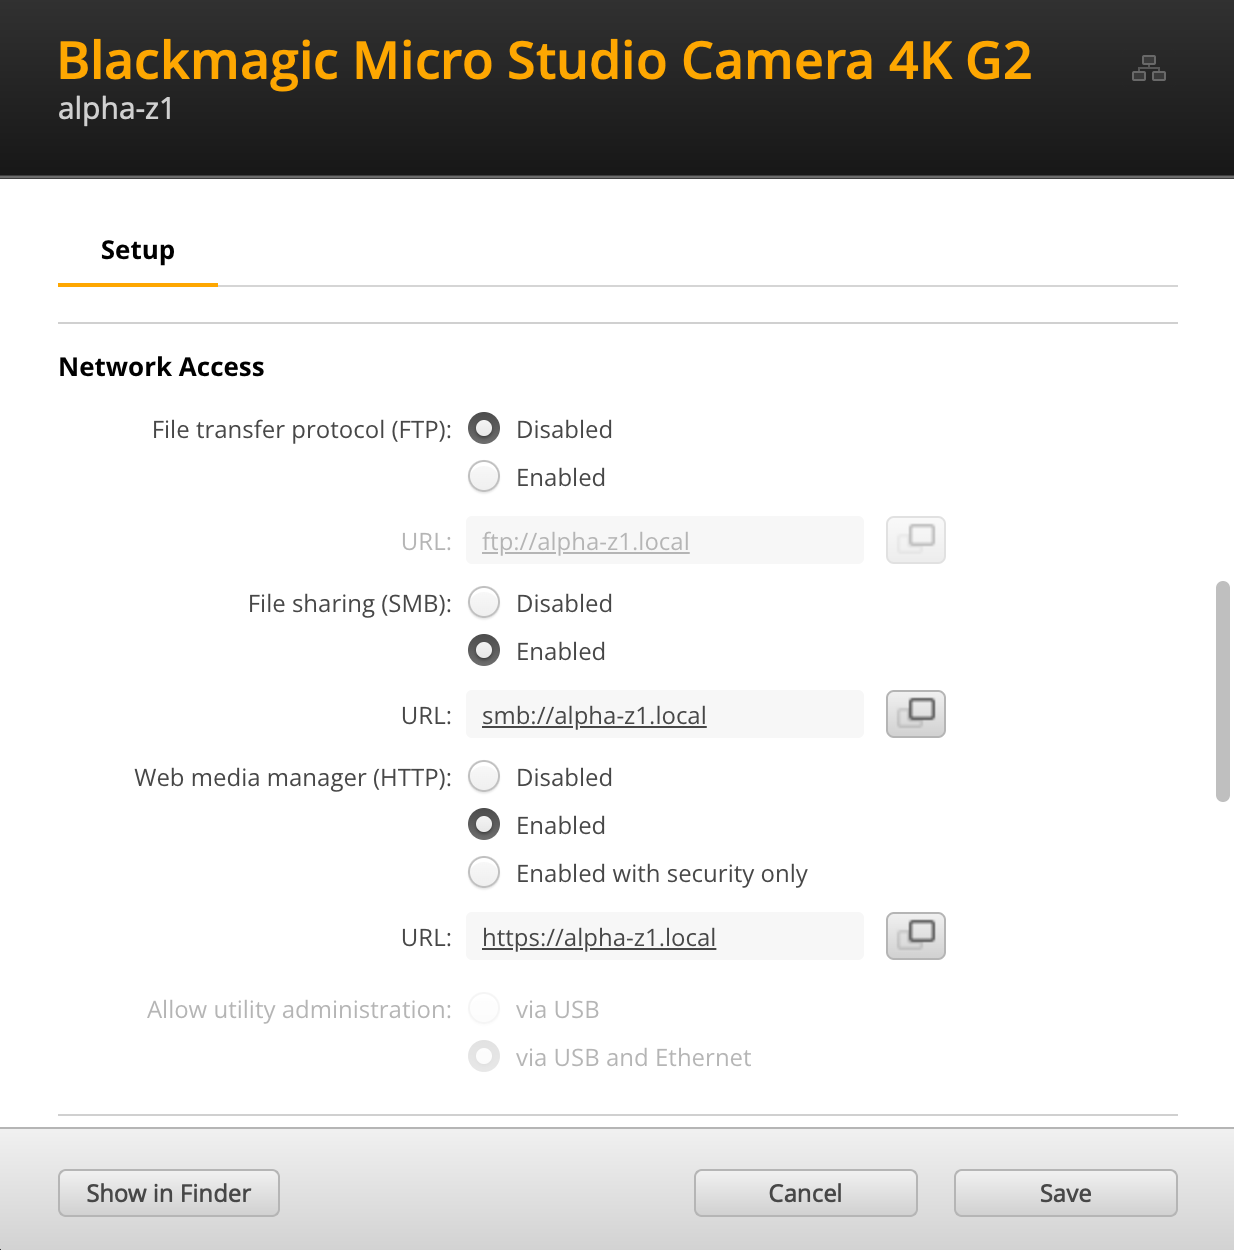 Blackmagic Micro Studio Camera 4K G2
alpha-z1
Setup
Network Access
File transfer protocol (FTP): Disabled
Enabled
URL: ftp://alpha-z1.local
File sharing (SMB): Disabled
Enabled
URL: smb://alpha-z1.local
Web media manager (HTTP): Disabled
Enabled
Enabled with security only
URL: https://alpha-z1.local
Allow utility administration: via USB
via USB and Ethernet
Show in Finder Cancel Save